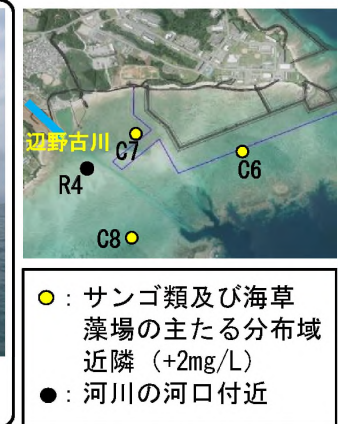 辺野古川
C7
C6
R4
C8
：サンゴ類及び海草
藻場の主たる分布域
近隣（+2mg/L）
：河川の河口付近